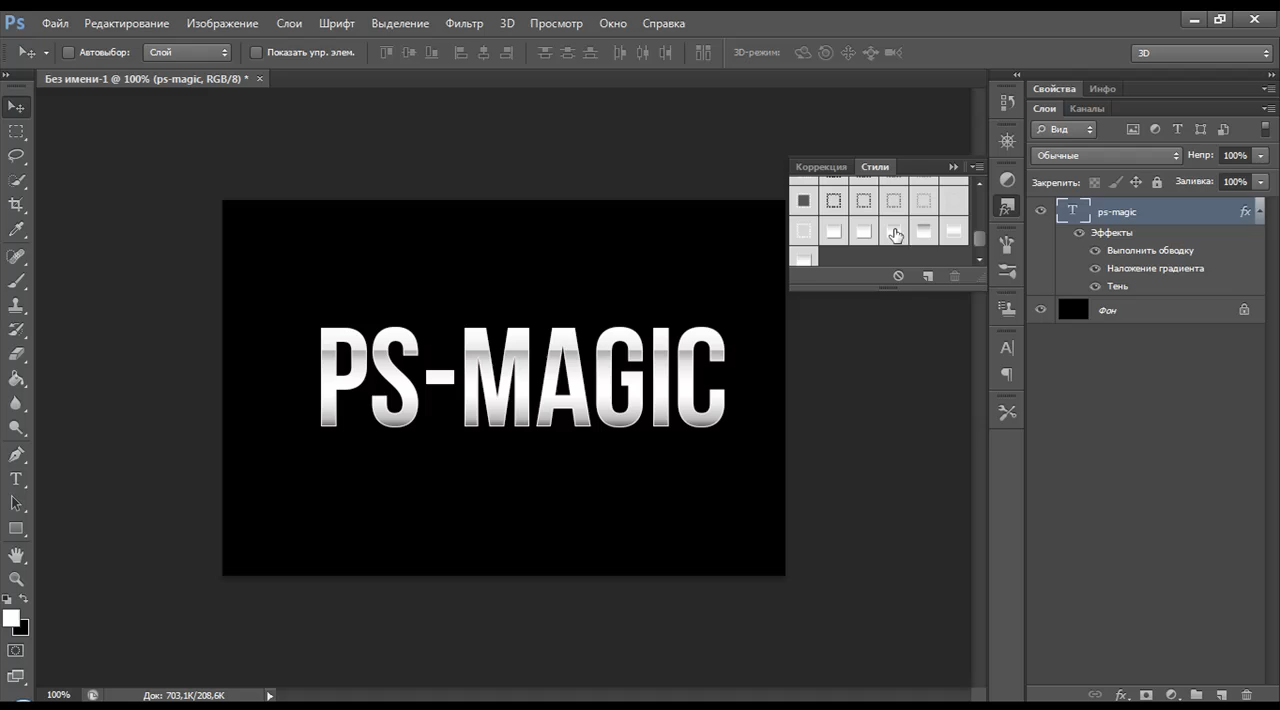 Ps Файл Редактирование Изображение Слои Шрифт Выделение Фильтр 3D Просмотр Окно Справка
Автовыбор: Слой Показать упр. элем. 3D-режим: 3D
Без имени-1 @ 100% (ps-magic, RGB/8) * ×
Свойства Инфо
Слои Каналы
Вид
Обычные Непр: 100%
Закрепить: Заливка: 100%
Коррекция Стили
T ps-magic fx
Эффекты
Выполнить обводку
Наложение градиента
Тень
Фон
PS-MAGIC
100% Док: 703,1K/208,6K